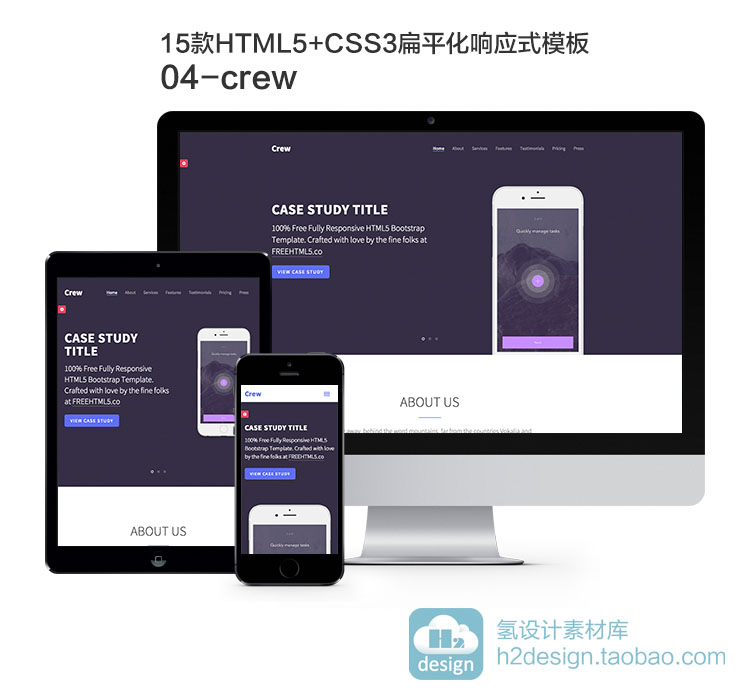 15款HTML5+CSS3扁平化响应式模板
04-crew
Crew
Home About Services Features Testimonials Pricing Press
CASE STUDY TITLE
100% Free Fully Responsive HTML5 Bootstrap
Template. Crafted with love by the fine folks at
FREEHTML5.co
VIEW CASE STUDY
Quickly manage tasks
ABOUT US
away, behind the word mountains, far from the countries Vokalia and
Crew
Home About Services Features Testimonials Pricing Press
CASE STUDY
TITLE
100% Free Fully Responsive
HTML5 Bootstrap Template.
Crafted with love by the fine folks
at FREEHTML5.co
VIEW CASE STUDY
Quickly manage tasks
ABOUT US
Crew
CASE STUDY TITLE
100% Free Fully Responsive HTML5
Bootstrap Template. Crafted with love
by the fine folks at FREEHTML5.co
VIEW CASE STUDY
Quickly manage tasks
H2
design
氢设计素材库
h2design.taobao.com